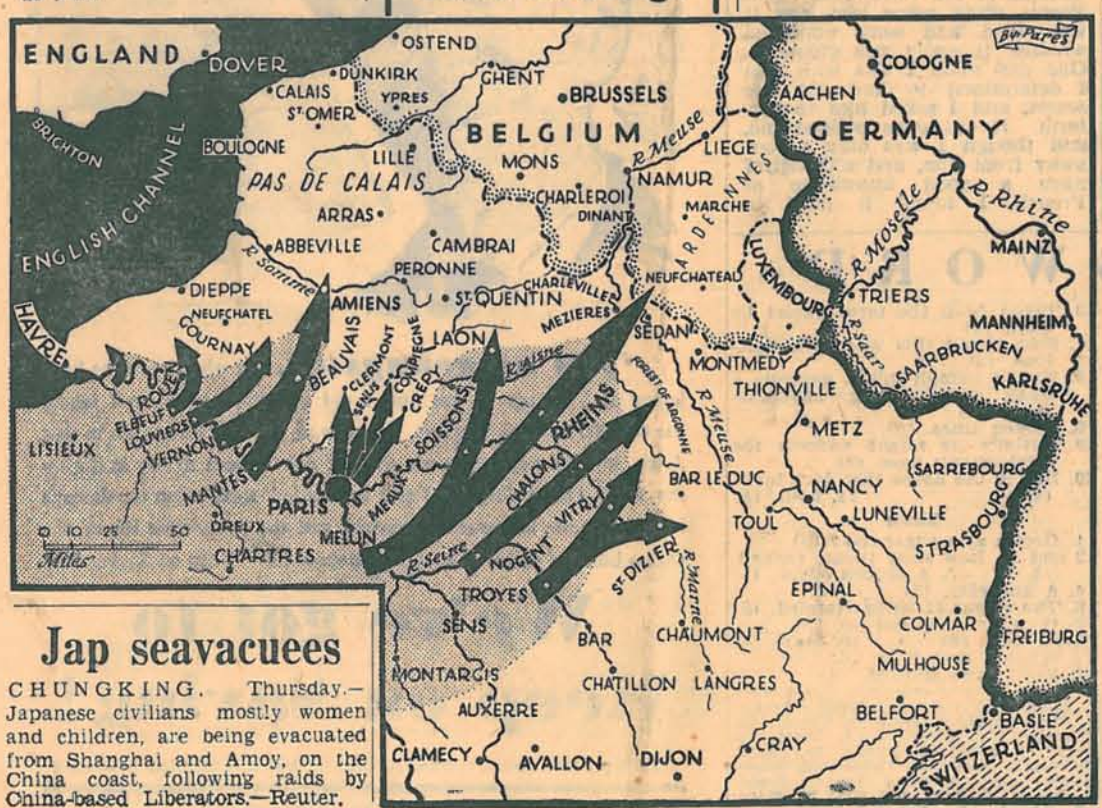 By Pares
ENGLAND
DOVER
BRIGHTON
ENGLISH CHANNEL
HAVRE
OSTEND
DUNKIRK
CALAIS
YPRES
ST OMER
BOULOGNE
LILLE
PAS DE CALAIS
ARRAS
ABBEVILLE
CAMBRAI
R. Somme
PERONNE
DIEPPE
AMIENS
ST QUENTIN
NEUFCHATEL
GOURNAY
BEAUVAIS
CLERMONT
SENLIS
COMPIEGNE
CREPY
LAON
SOISSONS
R. Aisne
GHENT
BRUSSELS
BELGIUM
MONS
CHARLEROI
DINANT
NAMUR
R. Meuse
LIEGE
MARCHE
ARDENNES
NEUFCHATEAU
CHARLEVILLE
MEZIERES
SEDAN
LUXEMBOURG
COLOGNE
AACHEN
GERMANY
R. Moselle
R. Rhine
MAINZ
TRIERS
MANNHEIM
R. Saar
SAARBRUCKEN
KARLSRUHE
MONTMEDY
THIONVILLE
METZ
FOREST OF ARGONNE
R. Meuse
RHEIMS
CHALONS
VITRY
BAR LE DUC
NANCY
TOUL
LUNEVILLE
SARREBOURG
STRASBOURG
ROUEN
ELBEUF
LOUVIERS
VERNON
LISIEUX
MANTES
PARIS
MEAUX
DREUX
MELUN
CHARTRES
0 10 25 50
Miles
R. Seine
NOGENT
TROYES
ST DIZIER
R. Marne
SENS
BAR
CHAUMONT
EPINAL
COLMAR
FREIBURG
MULHOUSE
MONTARGIS
CHATILLON
LANGRES
AUXERRE
BELFORT
BASLE
SWITZERLAND
CLAMECY
AVALLON
DIJON
CRAY
Jap seavacuees
CHUNGKING. Thursday.—
Japanese civilians mostly women
and children, are being evacuated
from Shanghai and Amoy, on the
China coast, following raids by
China-based Liberators.—Reuter.